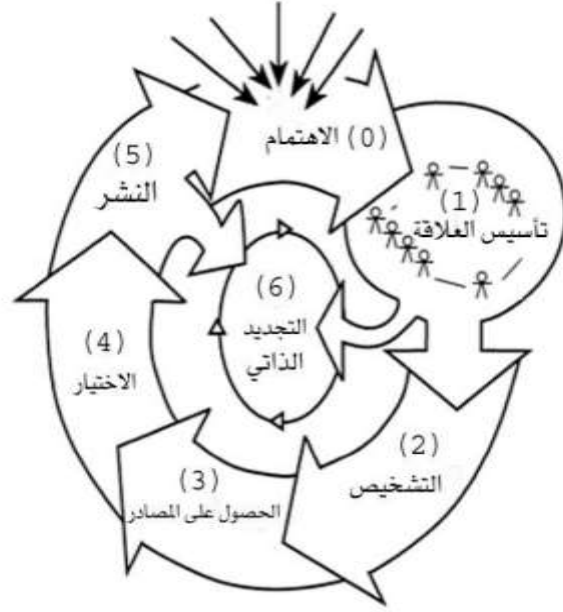 (0) الاهتمام
(1)
تأسيس العلاقة
(2)
التشخيص
(3)
الحصول على المصادر
(4)
الاختيار
(5)
النشر
(6)
التجديد
الذاتي